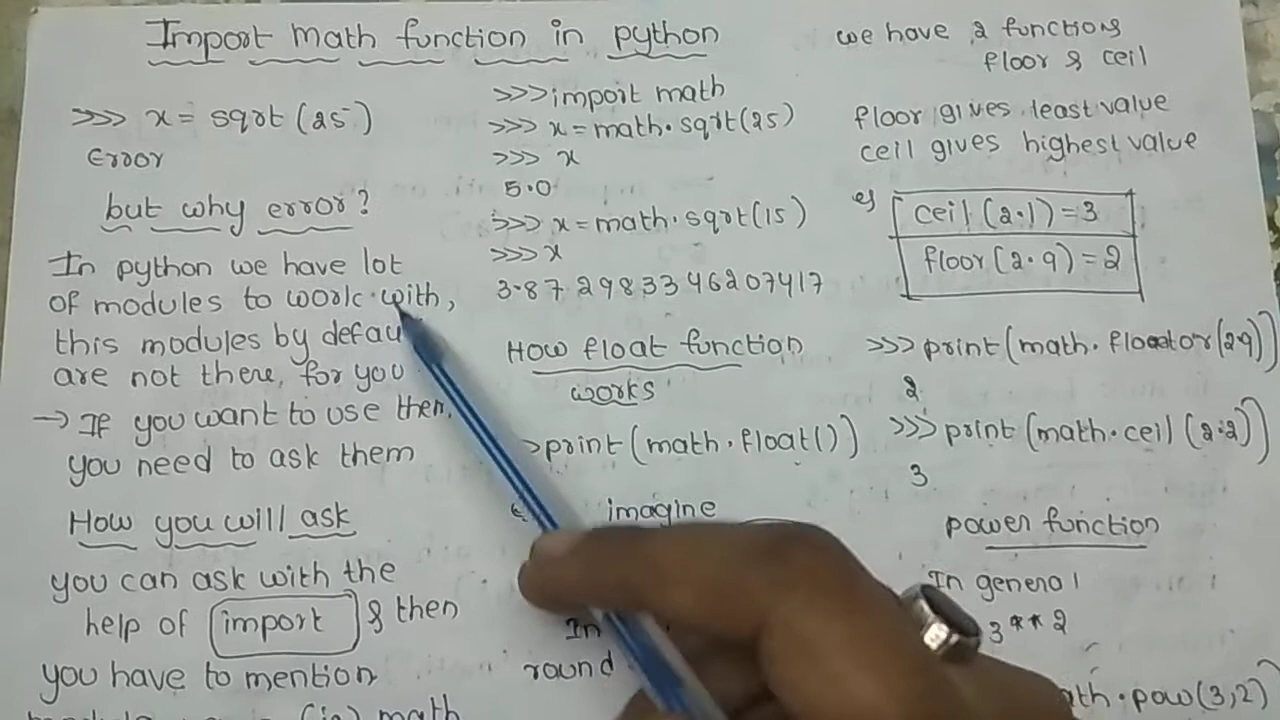 Import math function in python
>>> x = sqrt (25)
Error
but why error?
In python we have lot
of modules to work with,
this modules by defau
are not there, for you
→ If you want to use them,
you need to ask them
How you will ask
you can ask with the
help of import & then
you have to mention
(ie) math
>>> import math
>>> x = math.sqrt(25)
>>> x
5.0
>>> x = math.sqrt(15)
>>> x
3.872983346207417
How float function
works
>print(math.float())
imagine
In
round
we have 2 functions
floor & ceil
floor gives least value
ceil gives highest value
eg
ceil (2.1) = 3
floor (2.9) = 2
>>> print(math.floor(2.9))
2
>>> print(math.ceil (2.2))
3
power function
In general
3**2
ath.pow(3,2)